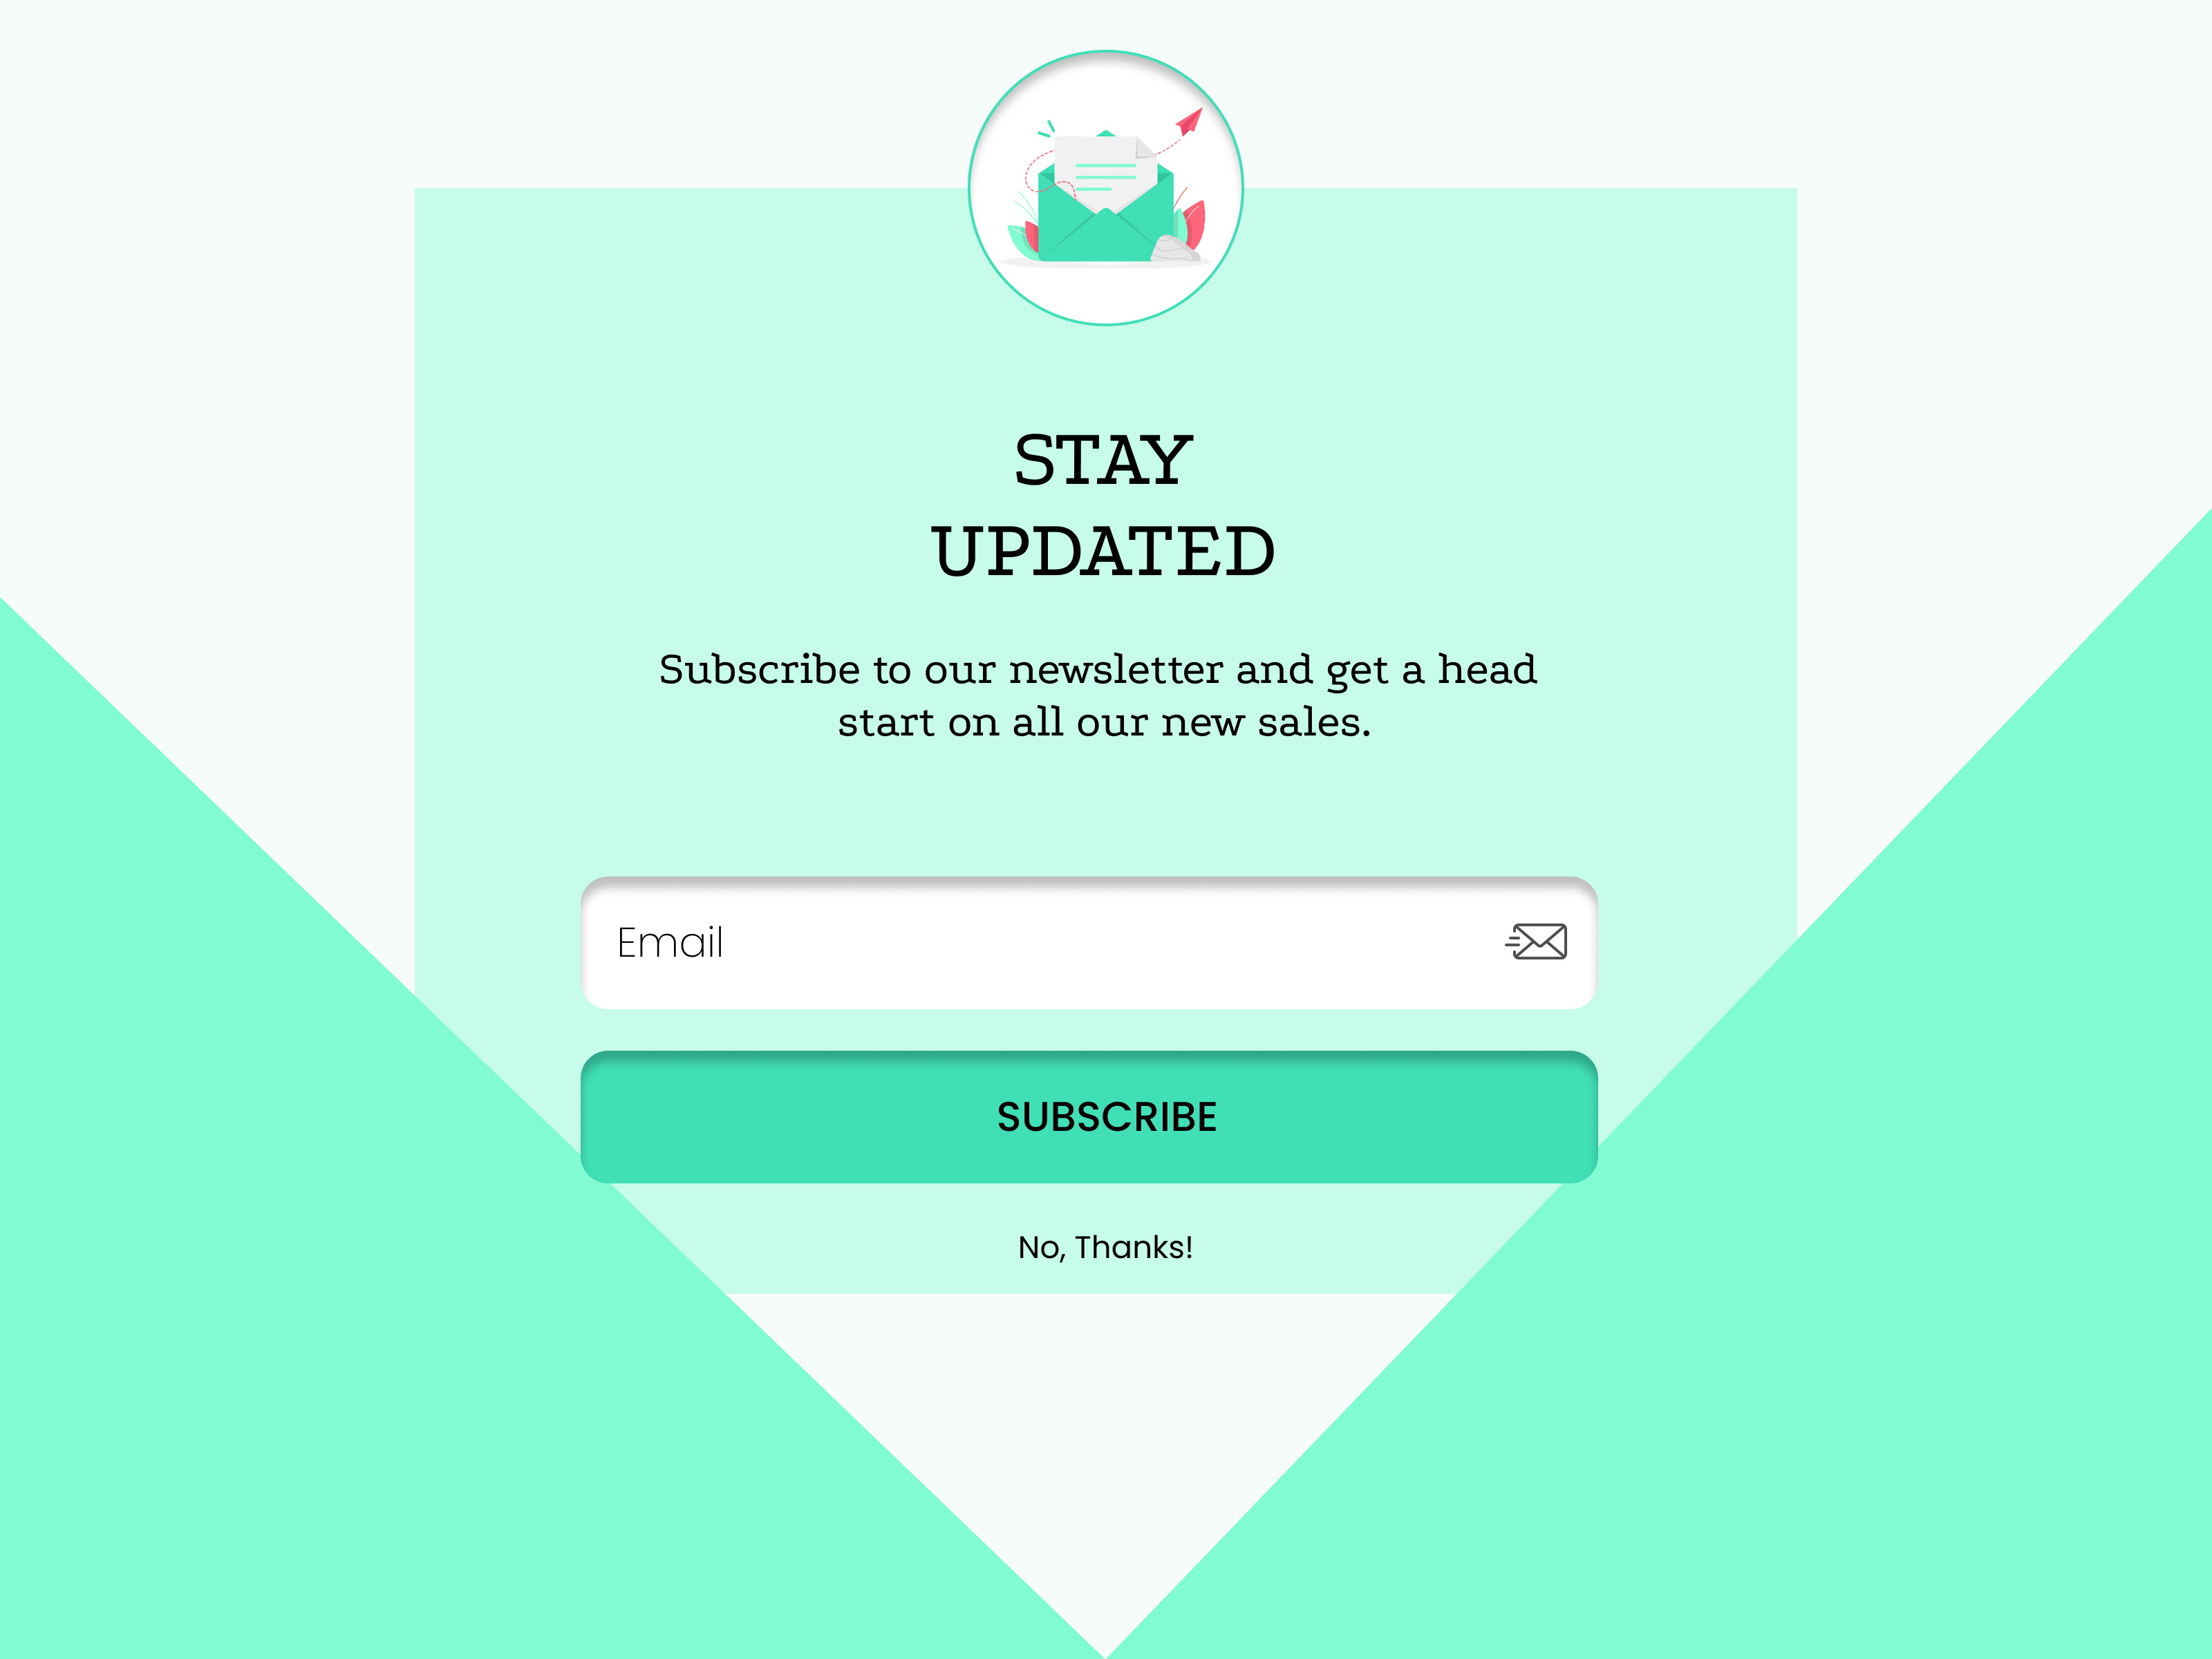 STAY
UPDATED
Subscribe to our newsletter and get a head
start on all our new sales.
Email
SUBSCRIBE
No, Thanks!